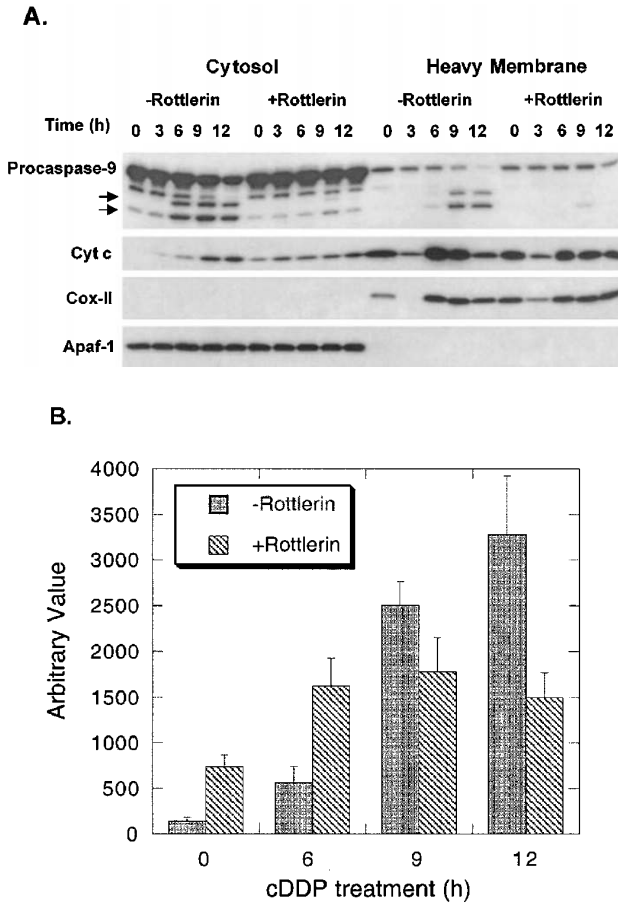 A.
Cytosol Heavy Membrane
-Rottlerin +Rottlerin -Rottlerin +Rottlerin
Time (h) 0 3 6 9 12 0 3 6 9 12 0 3 6 9 12 0 3 6 9 12
Procaspase-9
Cyt c
Cox-II
Apaf-1
B.
4000
3500
3000
2500
2000
1500
1000
500
0
Arbitrary Value
-Rottlerin
+Rottlerin
0 6 9 12
cDDP treatment (h)